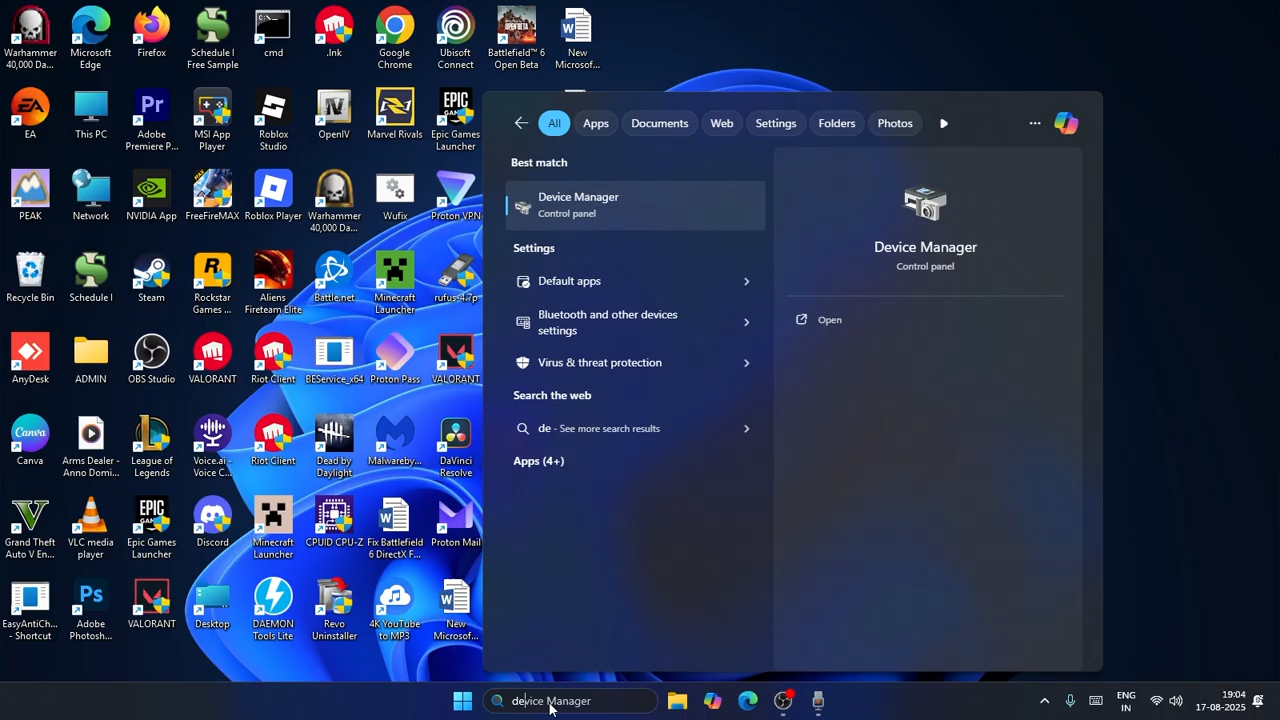 Warhammer
40,000 Da...
Microsoft
Edge
Firefox
Schedule I
Free Sample
cmd
.lnk
Google
Chrome
Ubisoft
Connect
Battlefield™ 6
Open Beta
New
Microsof...
EA
This PC
Adobe
Premiere P...
MSI App
Player
Roblox
Studio
OpenIV
Marvel Rivals
Epic Games
Launcher
PEAK
Network
NVIDIA App
FreeFireMAX
Roblox Player
Warhammer
40,000 Da...
Wufix
Proton VPN
Recycle Bin
Schedule I
Steam
Rockstar
Games ...
Aliens
Fireteam Elite
Battle.net
Minecraft
Launcher
rufus-4.7p
AnyDesk
ADMIN
OBS Studio
VALORANT
Riot Client
BEService_x64
Proton Pass
VALORANT
Canva
Arms Dealer -
Anno Domi...
League of
Legends
Voice.ai -
Voice C...
Riot Client
Dead by
Daylight
Malwareby...
DaVinci
Resolve
Grand Theft
Auto V En...
VLC media
player
Epic Games
Launcher
Discord
Minecraft
Launcher
CPUID CPU-Z
Fix Battlefield
6 DirectX F...
Proton Mail
EasyAntiCh...
- Shortcut
Adobe
Photosh...
VALORANT
Desktop
DAEMON
Tools Lite
Revo
Uninstaller
4K YouTube
to MP3
New
Microsof...
All
Apps
Documents
Web
Settings
Folders
Photos
Best match
Device Manager
Control panel
Settings
Default apps
Bluetooth and other devices
settings
Virus & threat protection
Search the web
de - See more search results
Apps (4+)
Device Manager
Control panel
Open
device Manager
ENG
IN
19:04
17-08-2025